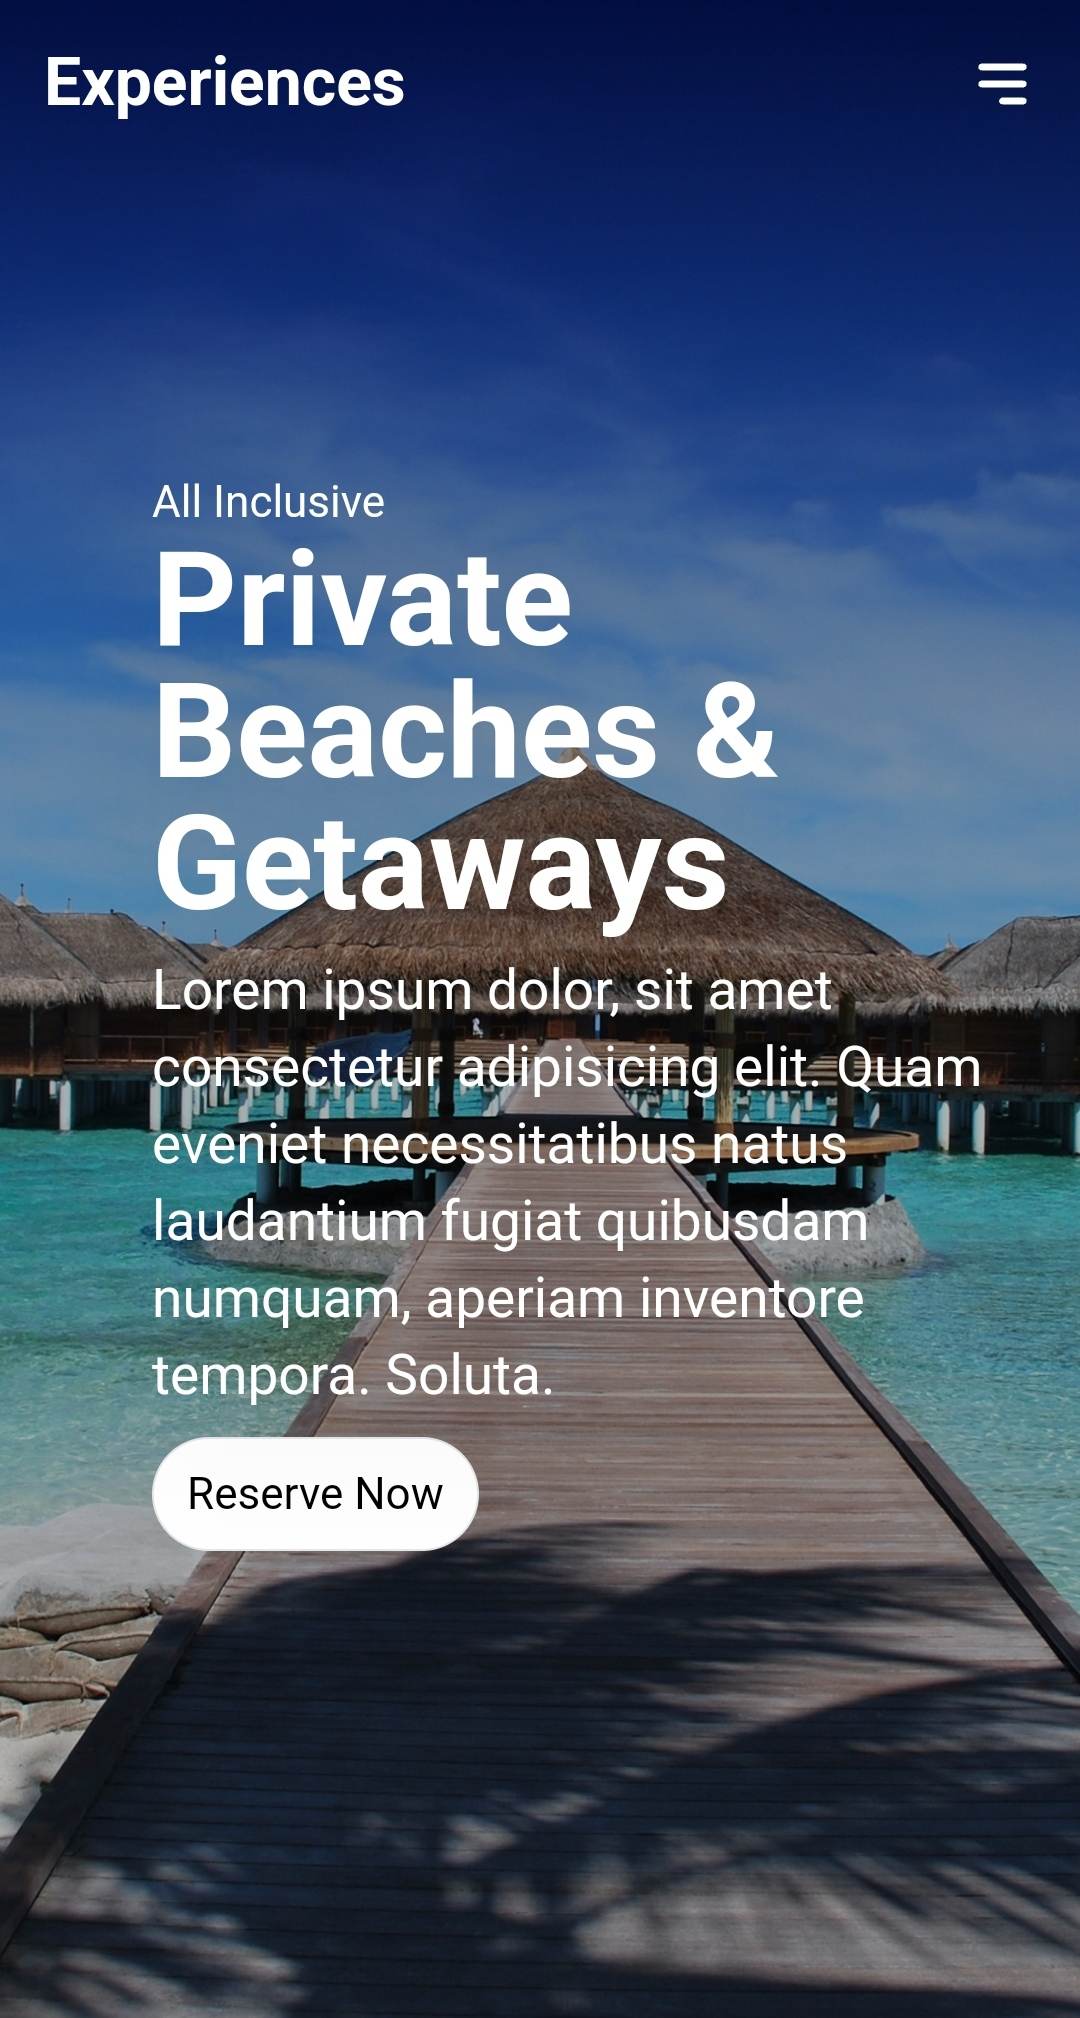 Experiences
All Inclusive
Private
Beaches &
Getaways
Lorem ipsum dolor, sit amet
consectetur adipisicing elit. Quam
eveniet necessitatibus natus
laudantium fugiat quibusdam
numquam, aperiam inventore
tempora. Soluta.
Reserve Now